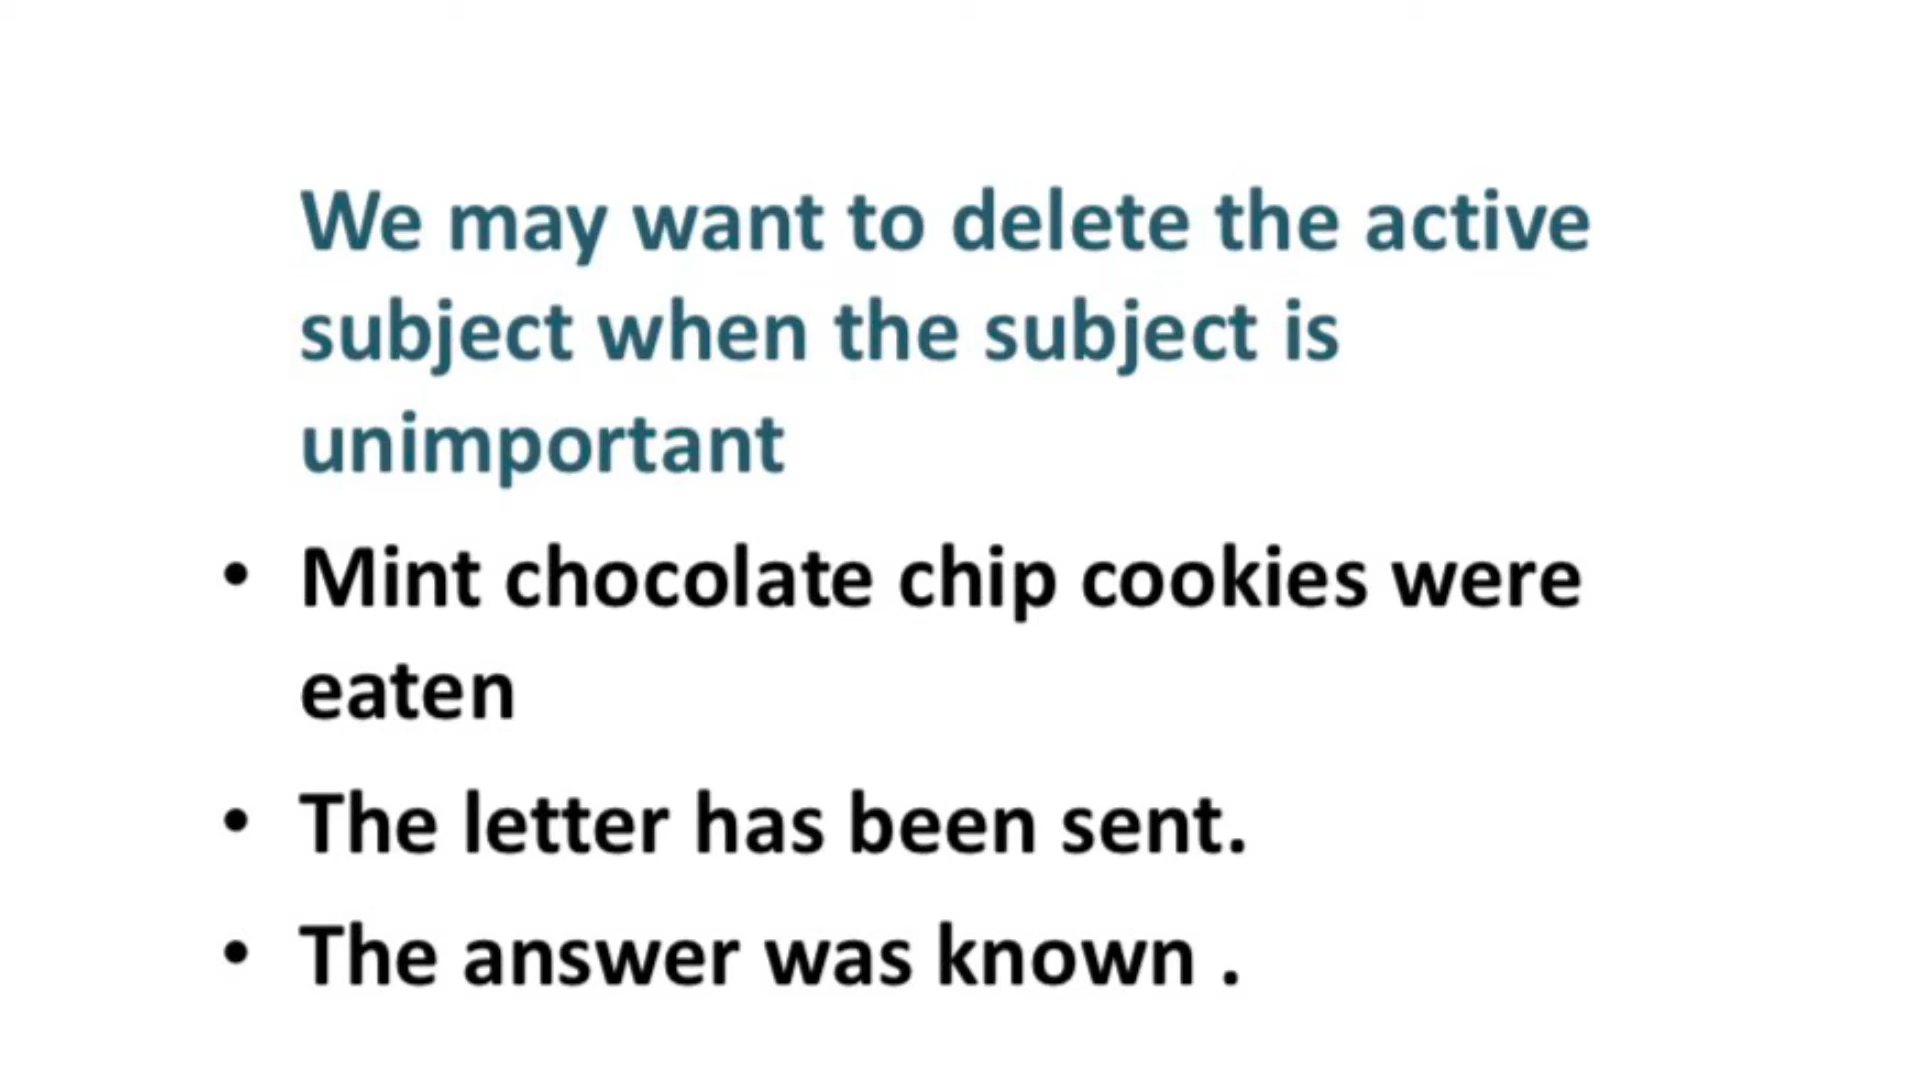 We may want to delete the active
subject when the subject is
unimportant
• Mint chocolate chip cookies were
eaten
• The letter has been sent.
• The answer was known .